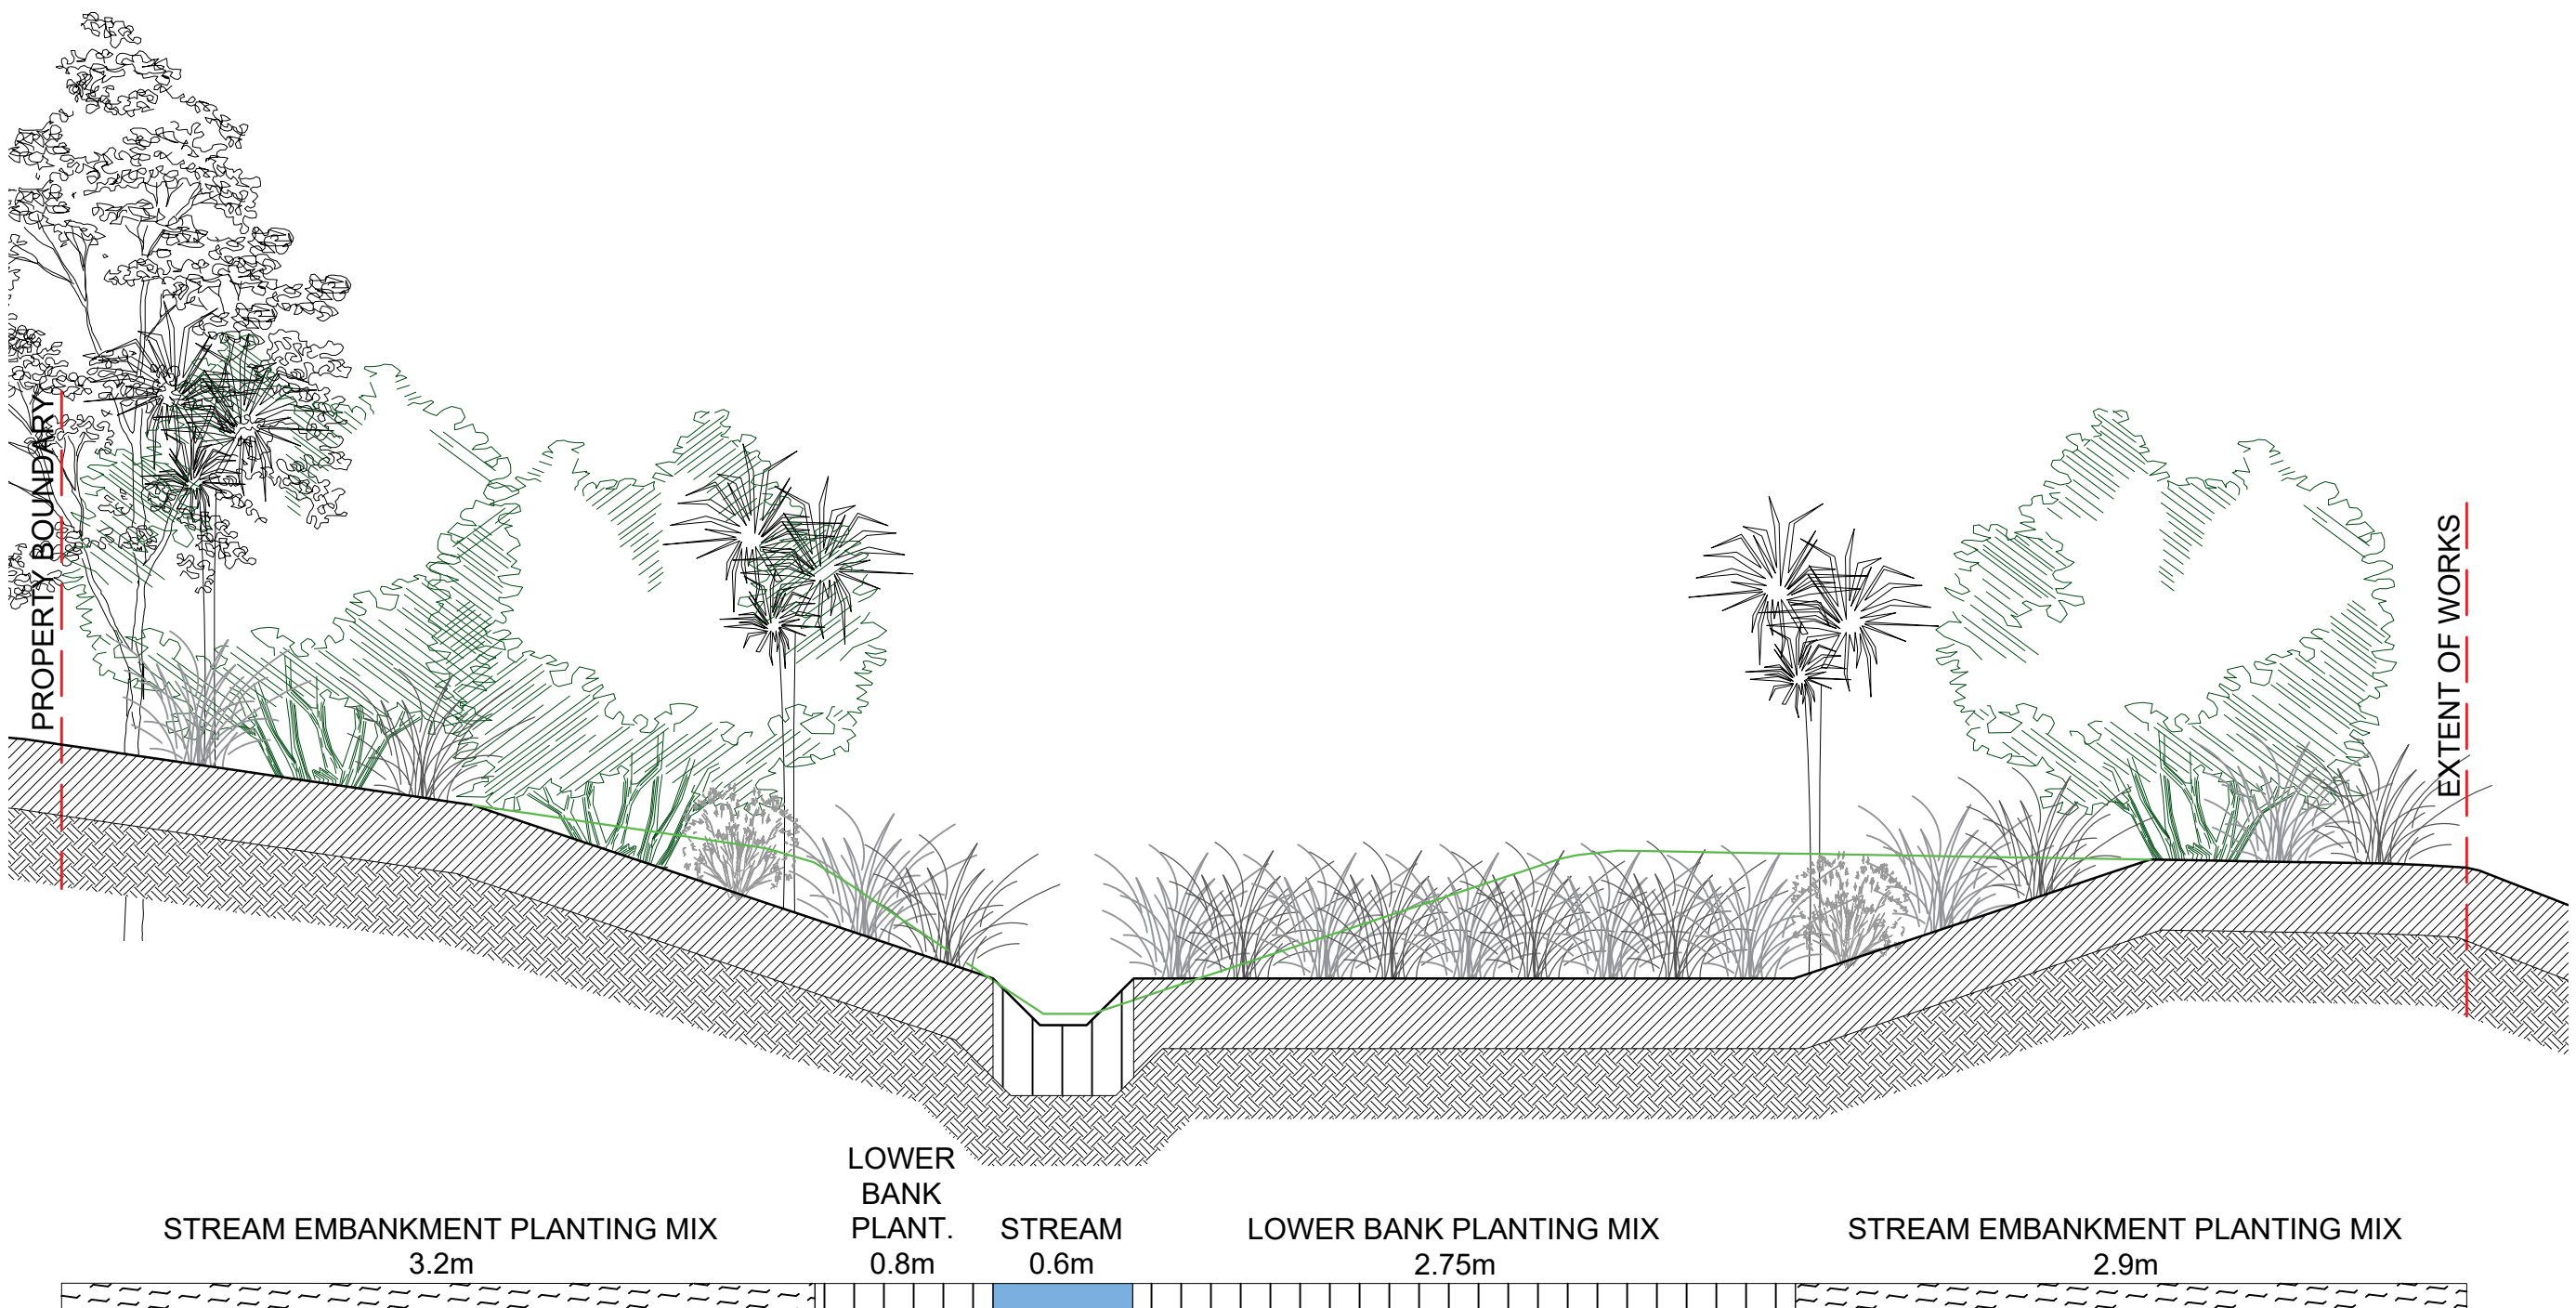 PROPERTY BOUNDARY
EXTENT OF WORKS
STREAM EMBANKMENT PLANTING MIX
3.2m
LOWER
BANK
PLANT.
0.8m
STREAM
0.6m
LOWER BANK PLANTING MIX
2.75m
STREAM EMBANKMENT PLANTING MIX
2.9m